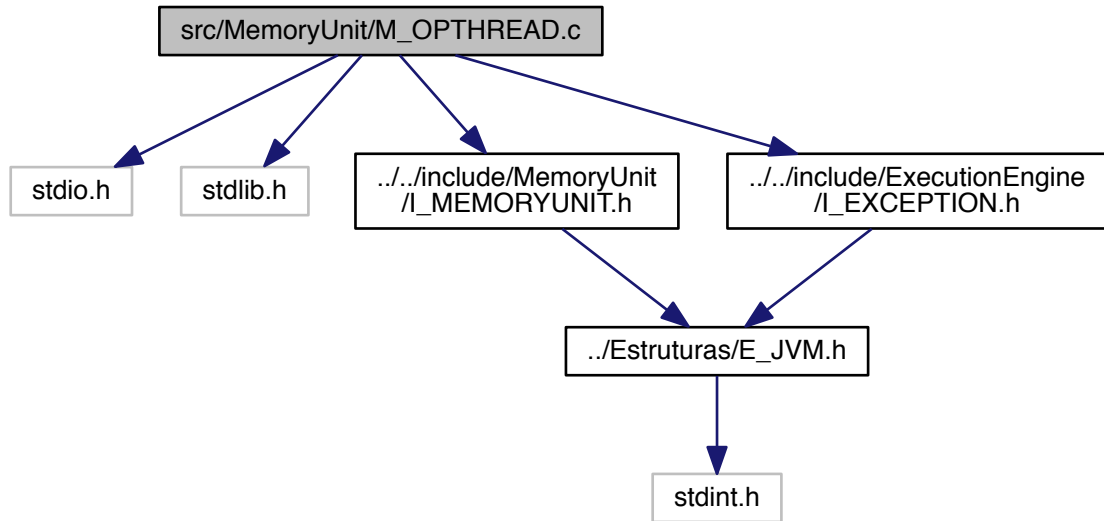 src/MemoryUnit/M_OPTHREAD.c
stdio.h
stdlib.h
../../include/MemoryUnit
/I_MEMORYUNIT.h
../../include/ExecutionEngine
/I_EXCEPTION.h
../Estruturas/E_JVM.h
stdint.h